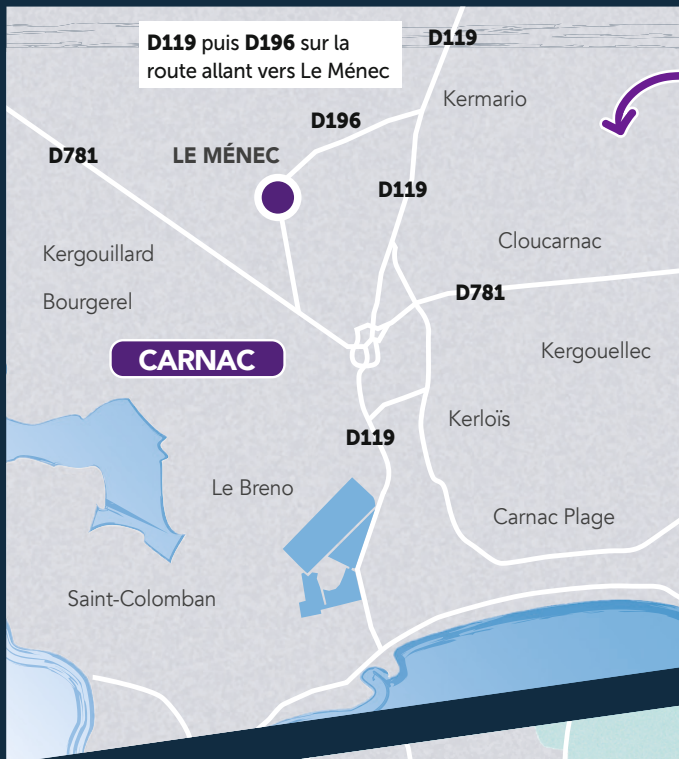 D119 puis D196 sur la
route allant vers Le Ménec
D119
Kermario
D196
D781
LE MÉNEC
D119
Cloucarnac
Kergouillard
D781
Bourgerel
CARNAC
Kergouellec
Kerloïs
D119
Le Breno
Carnac Plage
Saint-Colomban